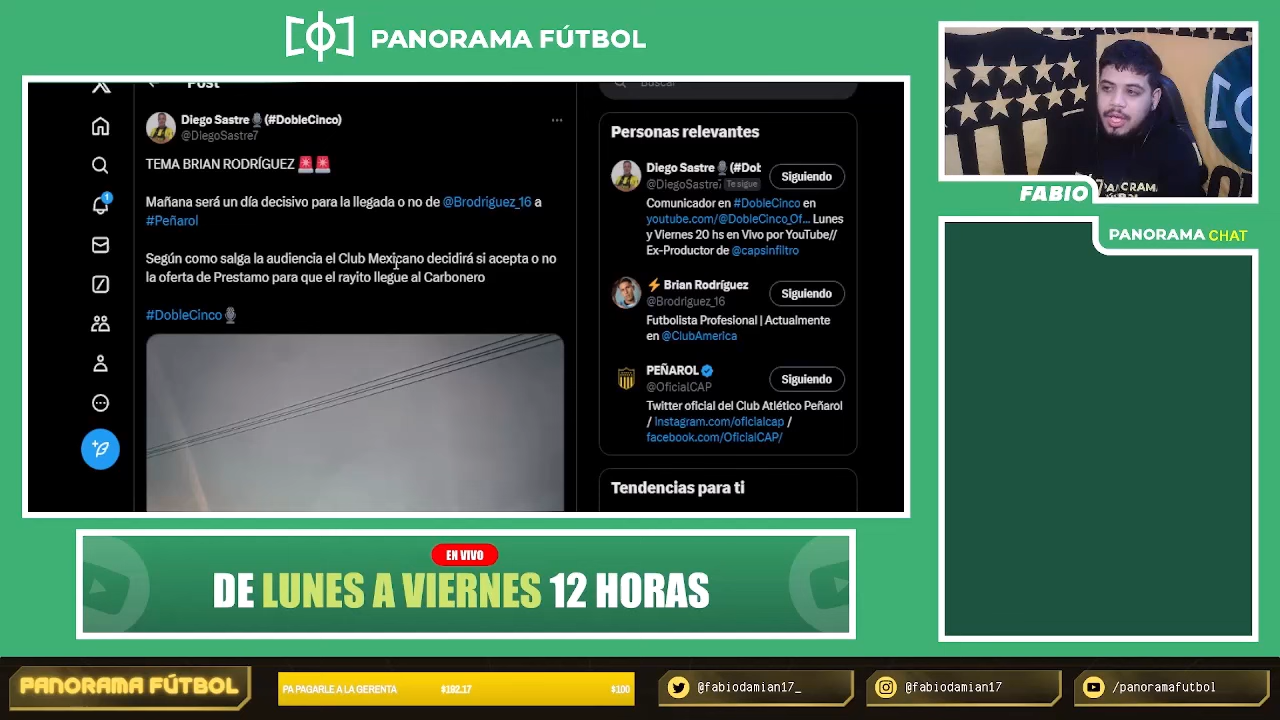 PANORAMA FÚTBOL
Post
Buscar
Diego Sastre (#DobleCinco)
@DiegoSastre7
TEMA BRIAN RODRÍGUEZ
Mañana será un día decisivo para la llegada o no de @Brodriguez_16 a
#Peñarol
Según como salga la audiencia el Club Mexicano decidirá si acepta o no
la oferta de Prestamo para que el rayito llegue al Carbonero
#DobleCinco
1
Personas relevantes
Diego Sastre (#Dob
@DiegoSastre7 Te sigue
Siguiendo
Comunicador en #DobleCinco en
youtube.com/@DobleCinco_Of... Lunes
y Viernes 20 hs en Vivo por YouTube//
Ex-Productor de @capsinfiltro
Brian Rodríguez
@Brodriguez_16
Siguiendo
Futbolista Profesional | Actualmente
en @ClubAmerica
PEÑAROL
@OficialCAP
Siguiendo
Twitter oficial del Club Atlético Peñarol
/ instagram.com/oficialcap /
facebook.com/OficialCAP/
Tendencias para ti
FABIO
PANORAMA CHAT
EN VIVO
DE LUNES A VIERNES 12 HORAS
PANORAMA FÚTBOL
PA PAGARLE A LA GERENTA $192.17 $100
@fabiodamian17_
@fabiodamian17
/panoramafutbol